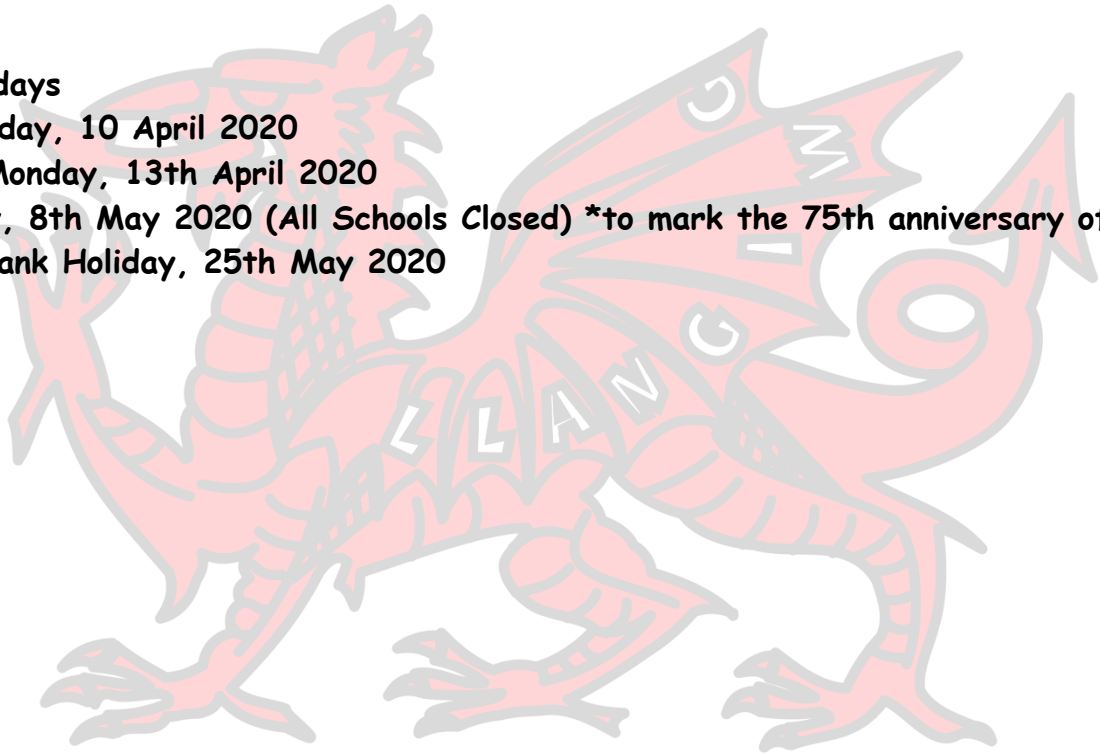 days
day, 10 April 2020
Monday, 13th April 2020
, 8th May 2020 (All Schools Closed) *to mark the 75th anniversary of
ank Holiday, 25th May 2020
LLANGIWG